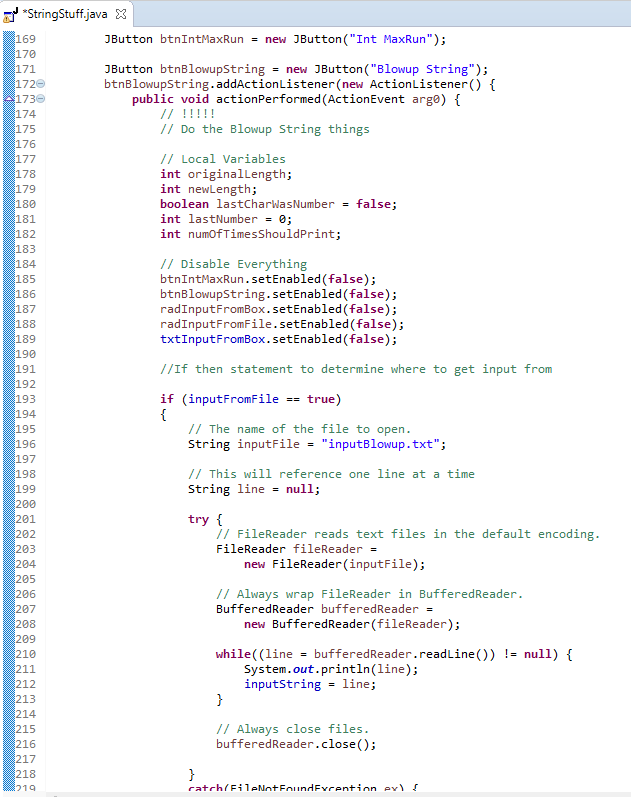 *StringStuff.java
169 JButton btnIntMaxRun = new JButton("Int MaxRun");
170
171 JButton btnBlowupString = new JButton("Blowup String");
172 btnBlowupString.addActionListener(new ActionListener() {
173 public void actionPerformed(ActionEvent arg0) {
174 // !!!!!
175 // Do the Blowup String things
176
177 // Local Variables
178 int originalLength;
179 int newLength;
180 boolean lastCharWasNumber = false;
181 int lastNumber = 0;
182 int numOfTimesShouldPrint;
183
184 // Disable Everything
185 btnIntMaxRun.setEnabled(false);
186 btnBlowupString.setEnabled(false);
187 radInputFromBox.setEnabled(false);
188 radInputFromFile.setEnabled(false);
189 txtInputFromBox.setEnabled(false);
190
191 //If then statement to determine where to get input from
192
193 if (inputFromFile == true)
194 {
195 // The name of the file to open.
196 String inputFile = "inputBlowup.txt";
197
198 // This will reference one line at a time
199 String line = null;
200
201 try {
202 // FileReader reads text files in the default encoding.
203 FileReader fileReader =
204 new FileReader(inputFile);
205
206 // Always wrap FileReader in BufferedReader.
207 BufferedReader bufferedReader =
208 new BufferedReader(fileReader);
209
210 while((line = bufferedReader.readLine()) != null) {
211 System.out.println(line);
212 inputString = line;
213 }
214
215 // Always close files.
216 bufferedReader.close();
217
218 }
219 catch(FileNotFoundException ex) {